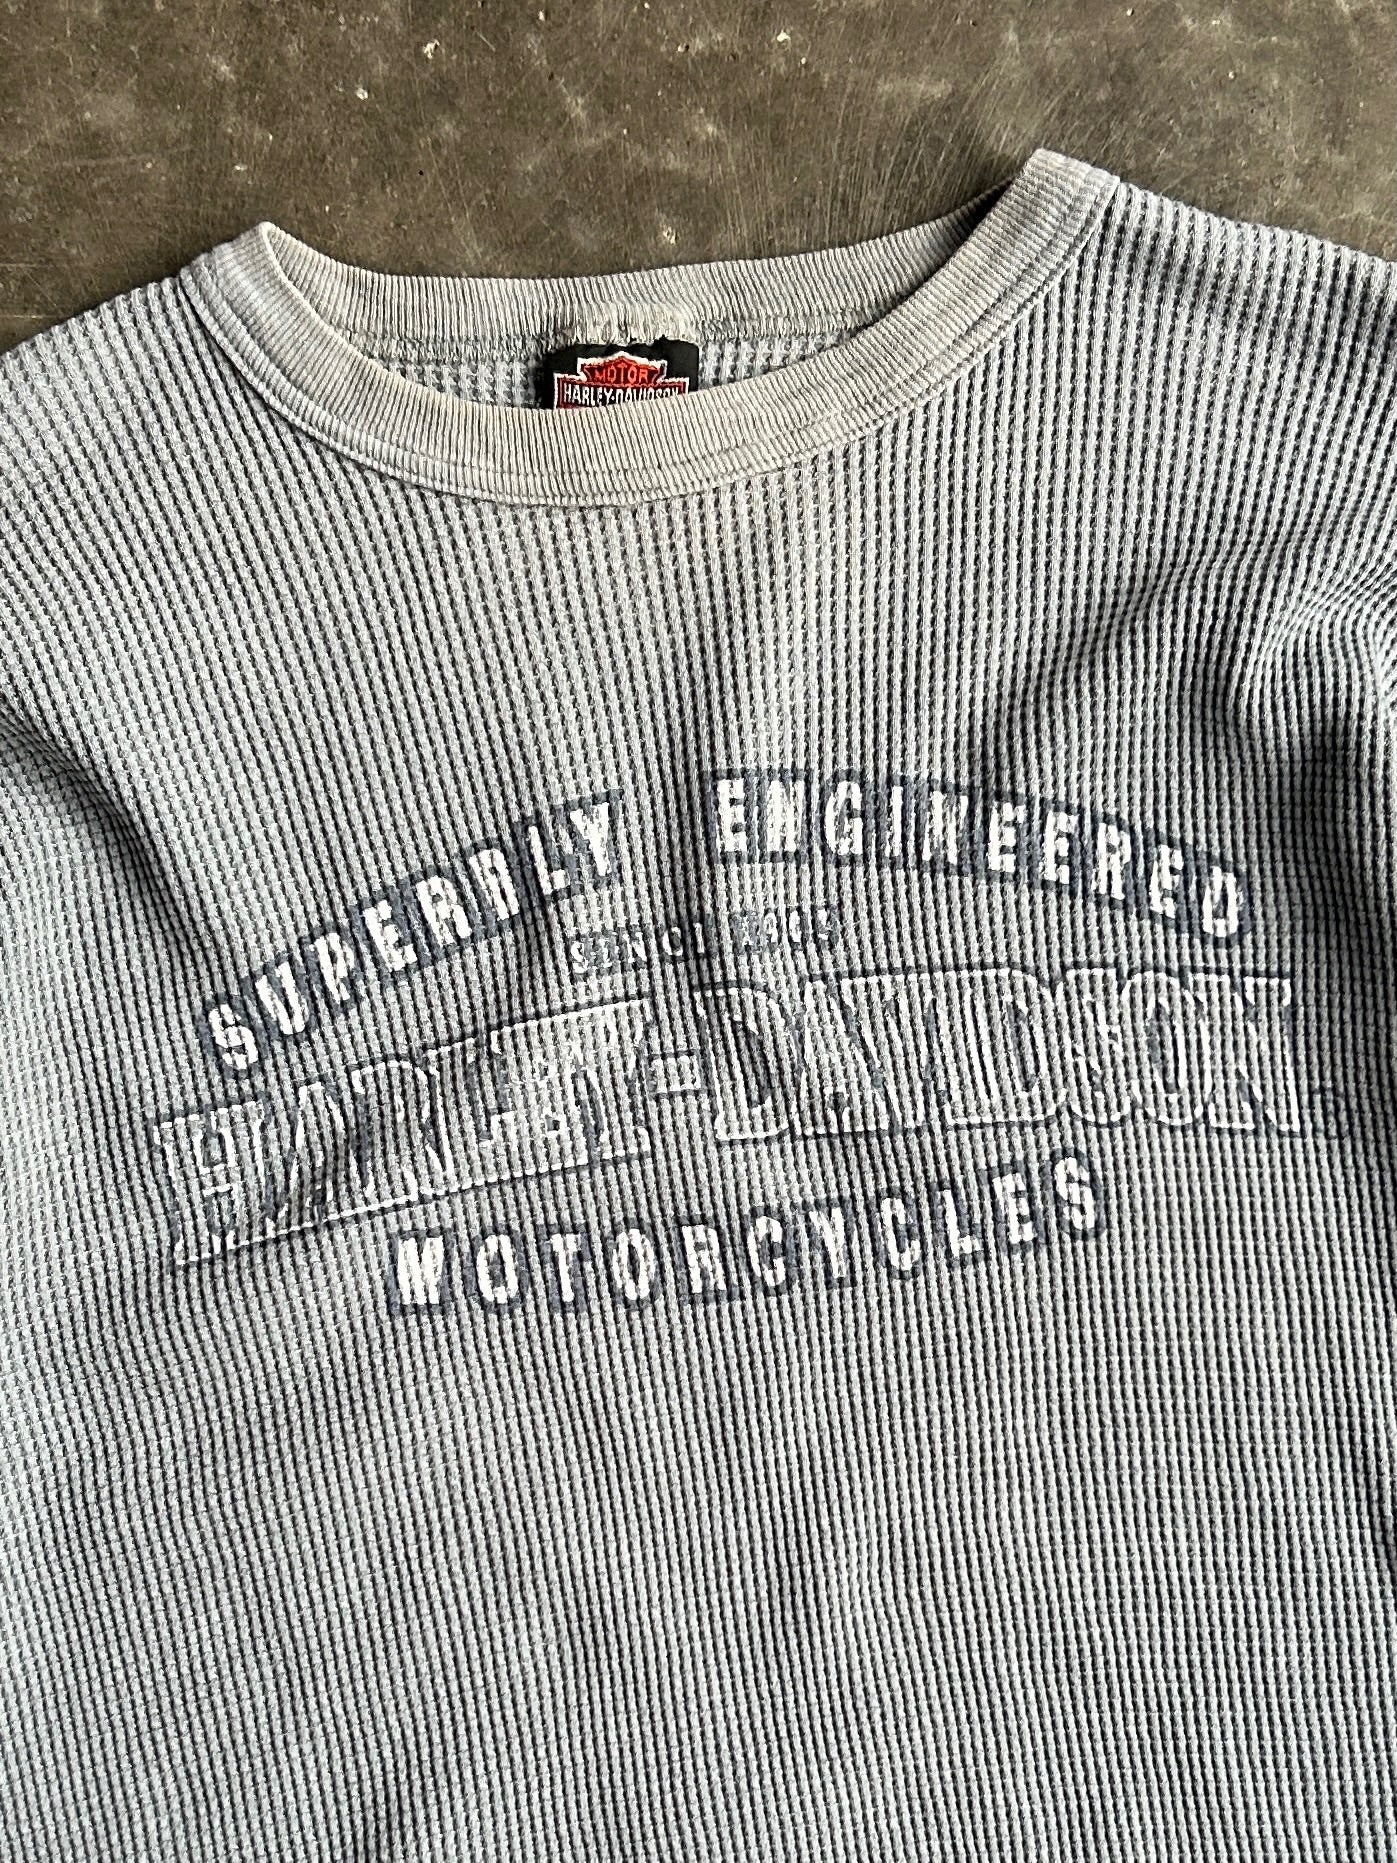 MOTOR
HARLEY-DAVIDSON
SUPERBLY ENGINEERED
SINCE 1903
HARLEY-DAVIDSON
MOTORCYCLES